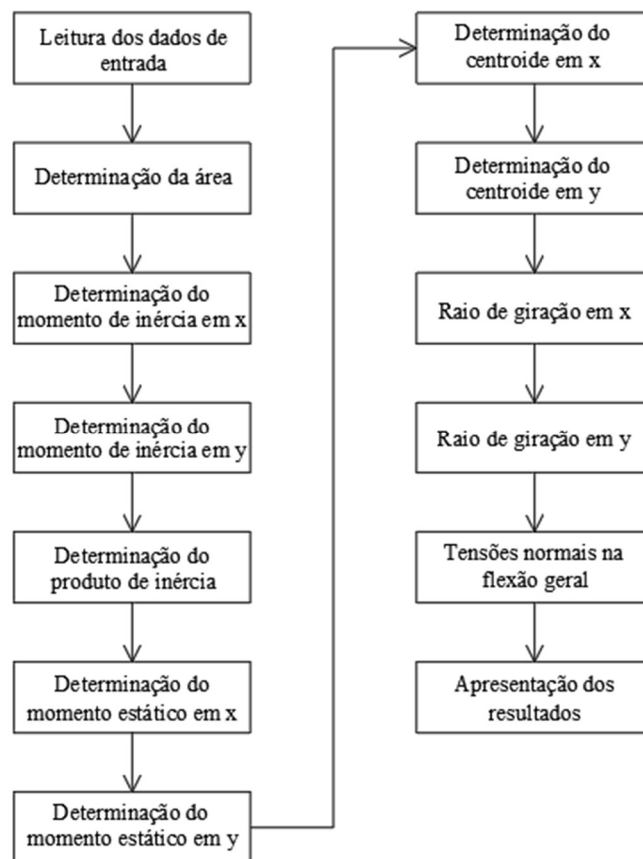 Leitura dos dados de
entrada
Determinação da área
Determinação do
momento de inércia em x
Determinação do
momento de inércia em y
Determinação do
produto de inércia
Determinação do
momento estático em x
Determinação do
momento estático em y
Determinação do
centroide em x
Determinação do
centroide em y
Raio de giração em x
Raio de giração em y
Tensões normais na
flexão geral
Apresentação dos
resultados